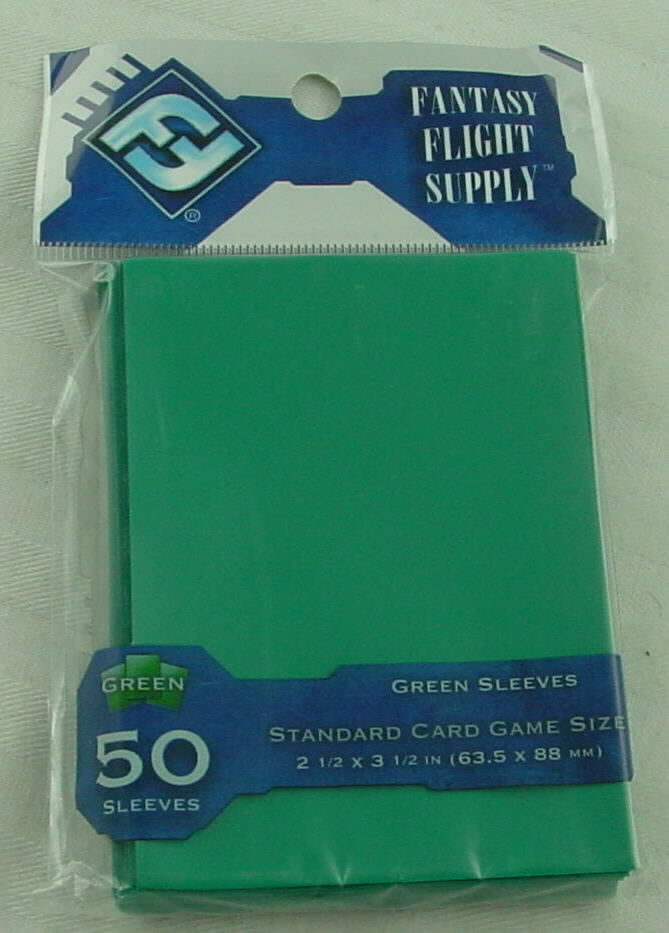 FANTASY
FLIGHT
SUPPLY™
®
GREEN
50
SLEEVES
GREEN SLEEVES
STANDARD CARD GAME SIZE
2 1/2 X 3 1/2 IN (63.5 X 88 MM)